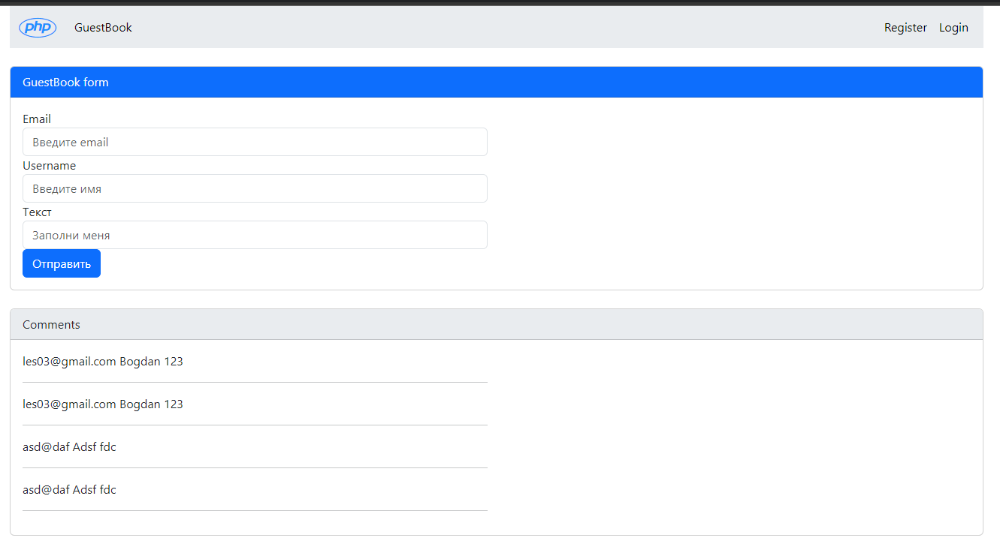 php GuestBook Register Login
GuestBook form
Email
Введите email
Username
Введите имя
Текст
Заполни меня
Отправить
Comments
les03@gmail.com Bogdan 123
les03@gmail.com Bogdan 123
asd@daf Adsf fdc
asd@daf Adsf fdc